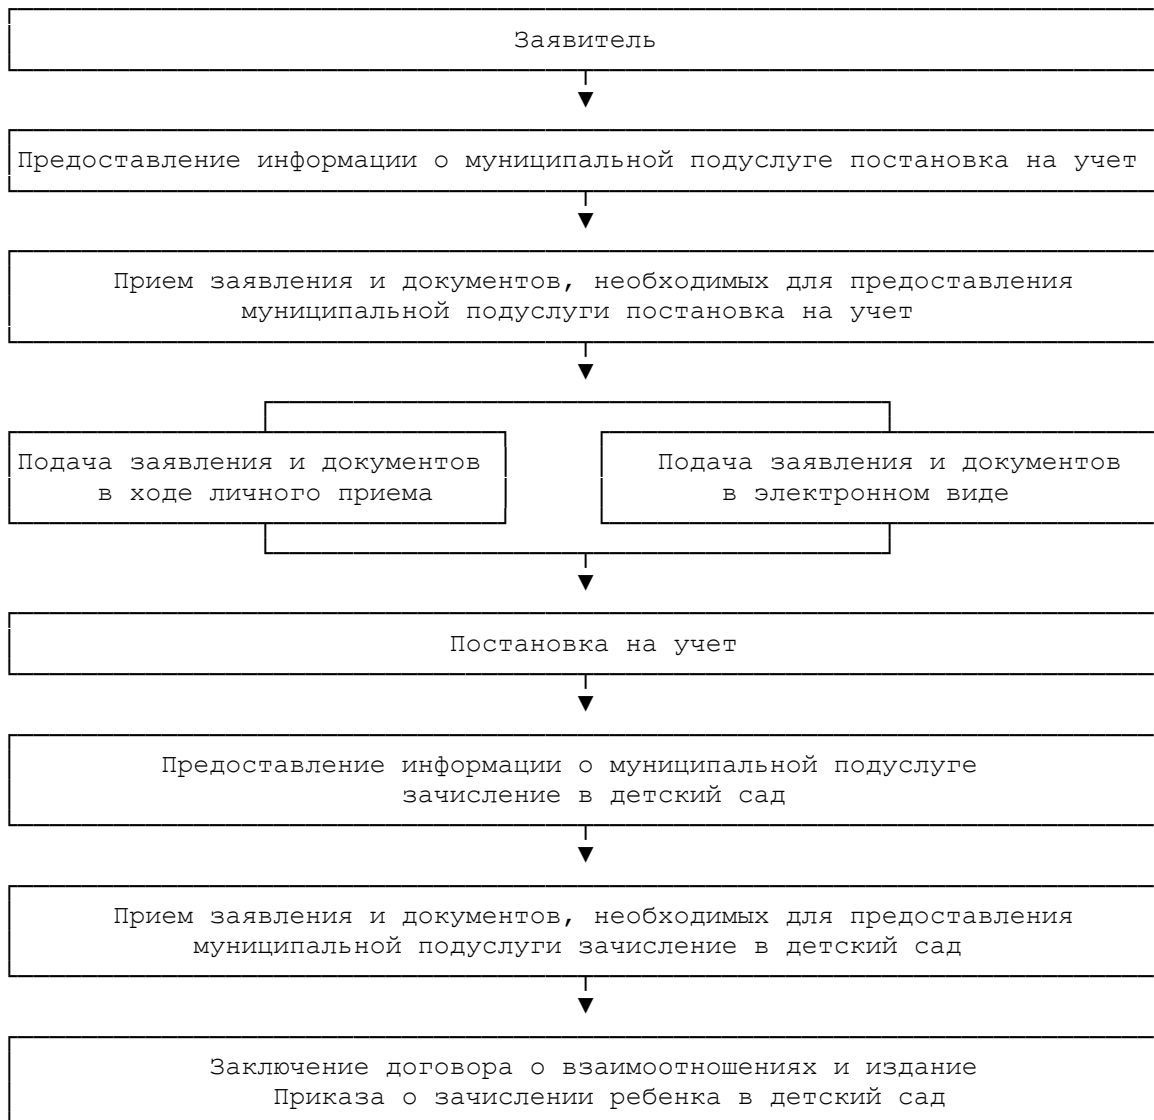 Заявитель
Предоставление информации о муниципальной подуслуге постановка на учет
Прием заявления и документов, необходимых для предоставления
муниципальной подуслуги постановка на учет
Подача заявления и документов
в ходе личного приема
Подача заявления и документов
в электронном виде
Постановка на учет
Предоставление информации о муниципальной подуслуге
зачисление в детский сад
Прием заявления и документов, необходимых для предоставления
муниципальной подуслуги зачисление в детский сад
Заключение договора о взаимоотношениях и издание
Приказа о зачислении ребенка в детский сад